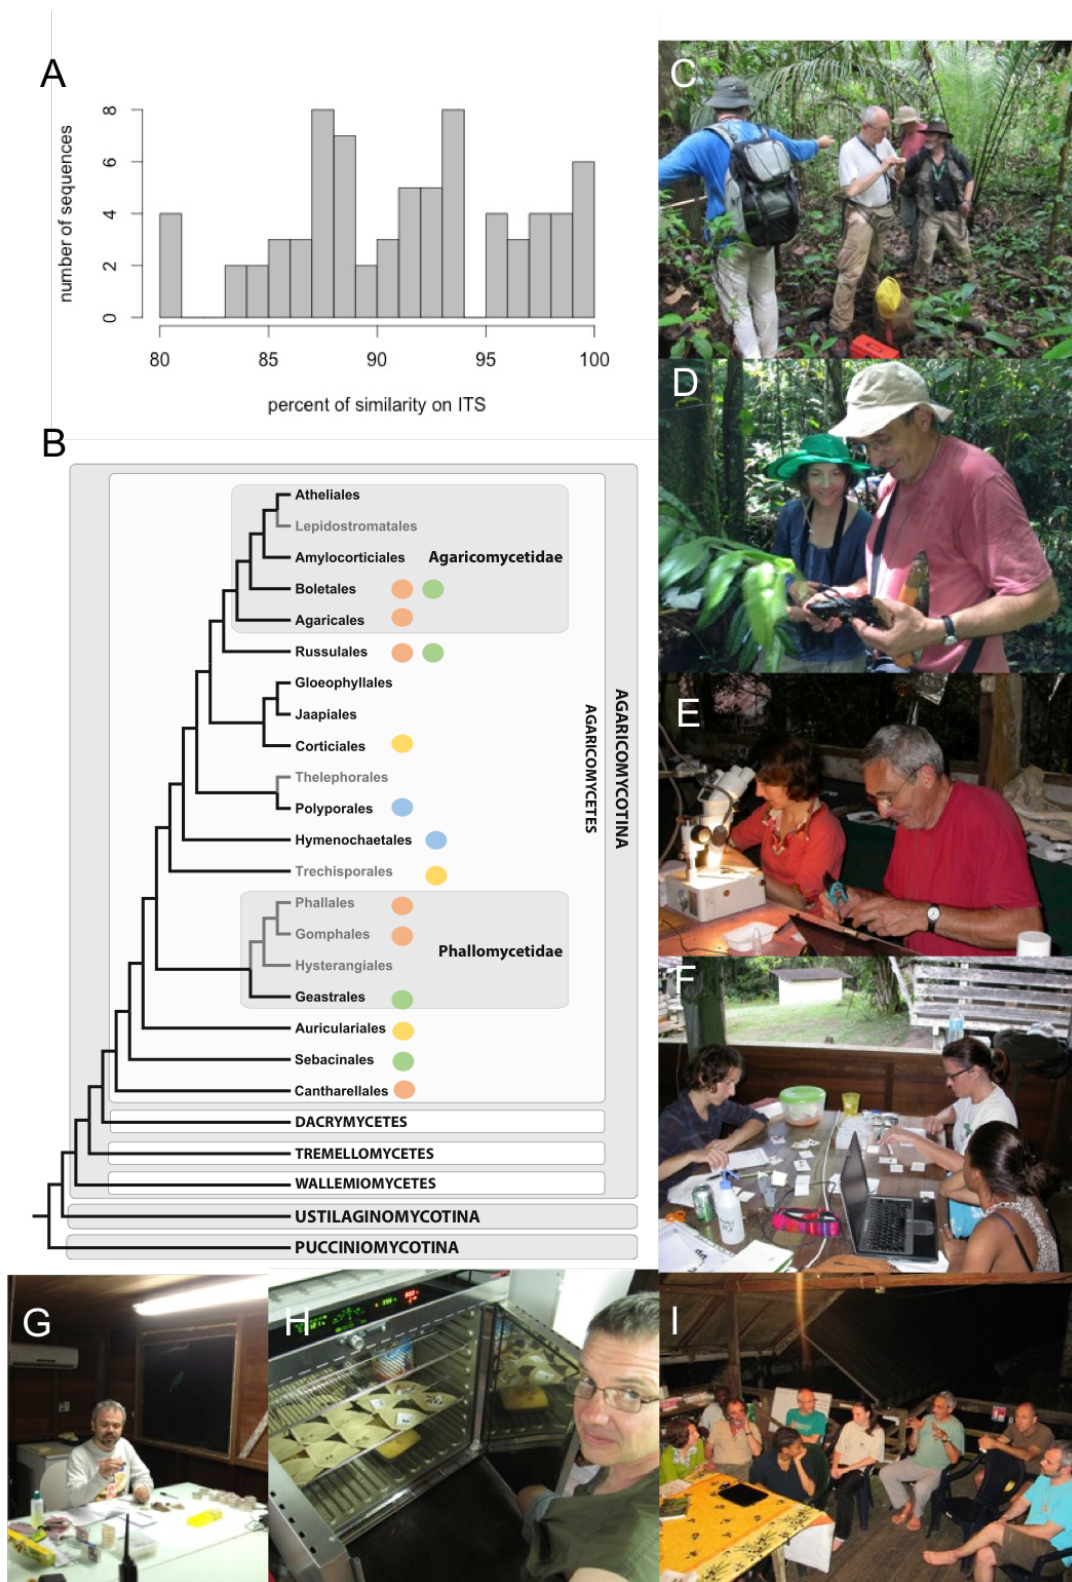 A
8
6
4
2
0
number of sequences
80
85
90
95
100
percent of similarity on ITS
B
Atheliales
Lepidostromatales
Amylocorticiales
Agaricomycetidae
Boletales
Agaricales
Russulales
Gloeophyllales
Jaapiales
Corticiales
Thelephorales
Polyporales
Hymenochaetales
Trechisporales
Phallales
Gomphales
Phallomycetidae
Hysterangiales
Geastrales
Auriculariales
Sebacinales
Cantharellales
AGARICOMYCETES
AGARICOMYCOTINA
DACRYMYCETES
TREMELLOMYCETES
WALLEMIOMYCETES
USTILAGINOMYCOTINA
PUCCINIOMYCOTINA
C
D
E
F
G
H
I